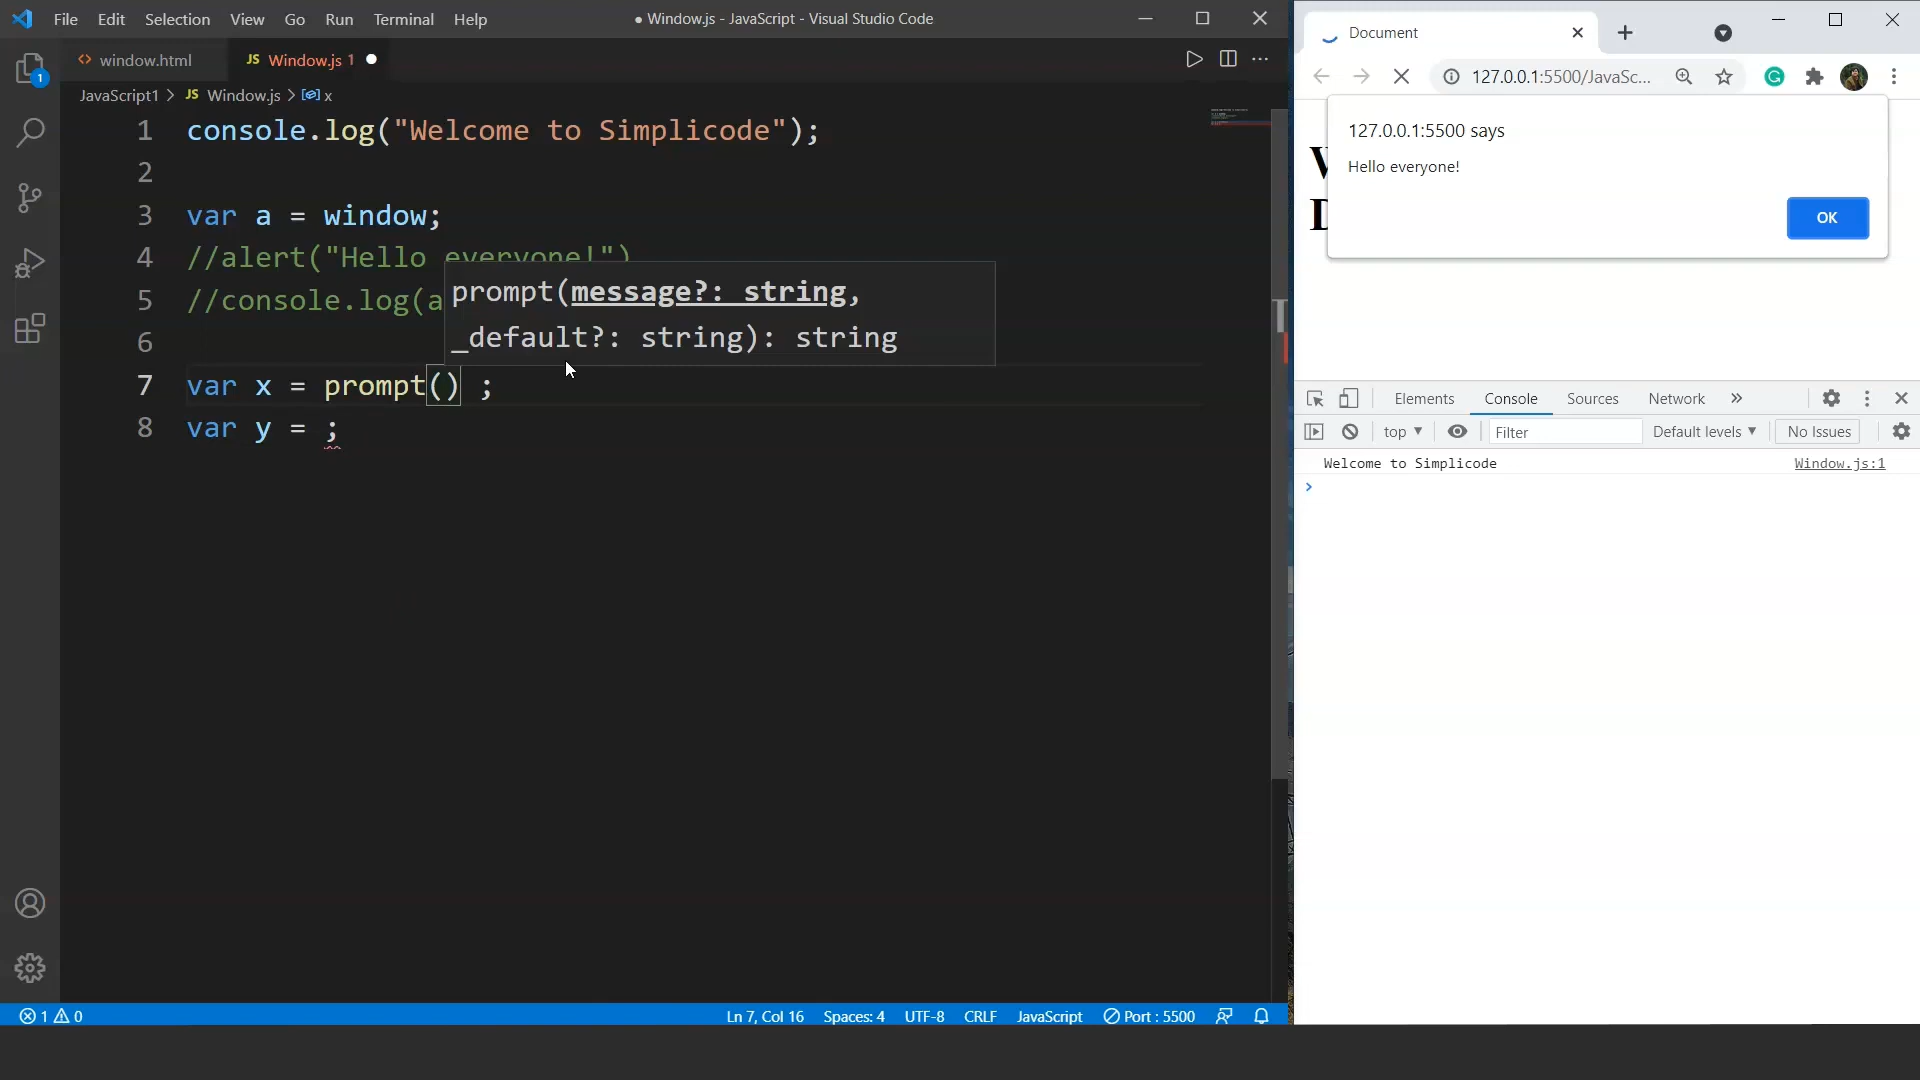 File Edit Selection View Go Run Terminal Help
● Window.js - JavaScript - Visual Studio Code
window.html
JS Window.js 1 ●
JavaScript1 > JS Window.js > x
1 console.log("Welcome to Simplicode");
2
3 var a = window;
4 //alert("Hello everyone!")
5 //console.log(a
6
7 var x = prompt() ;
8 var y = ;
prompt(message?: string,
_default?: string): string
1
1 0
Ln 7, Col 16 Spaces: 4 UTF-8 CRLF JavaScript Port : 5500
Document
127.0.0.1:5500/JavaSc...
127.0.0.1:5500 says
Hello everyone!
OK
Elements Console Sources Network »
top Filter Default levels No Issues
Welcome to Simplicode Window.js:1
>